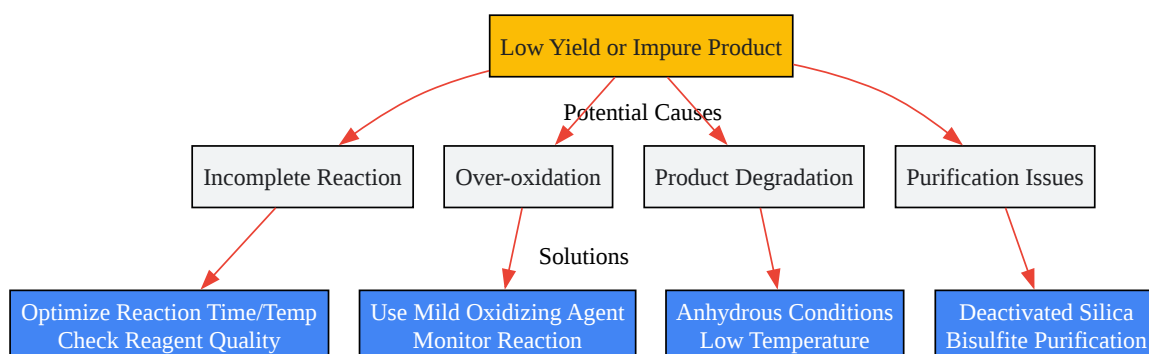 Low Yield or Impure Product
Potential Causes
Incomplete Reaction
Over-oxidation
Product Degradation
Purification Issues
Solutions
Optimize Reaction Time/Temp
Check Reagent Quality
Use Mild Oxidizing Agent
Monitor Reaction
Anhydrous Conditions
Low Temperature
Deactivated Silica
Bisulfite Purification